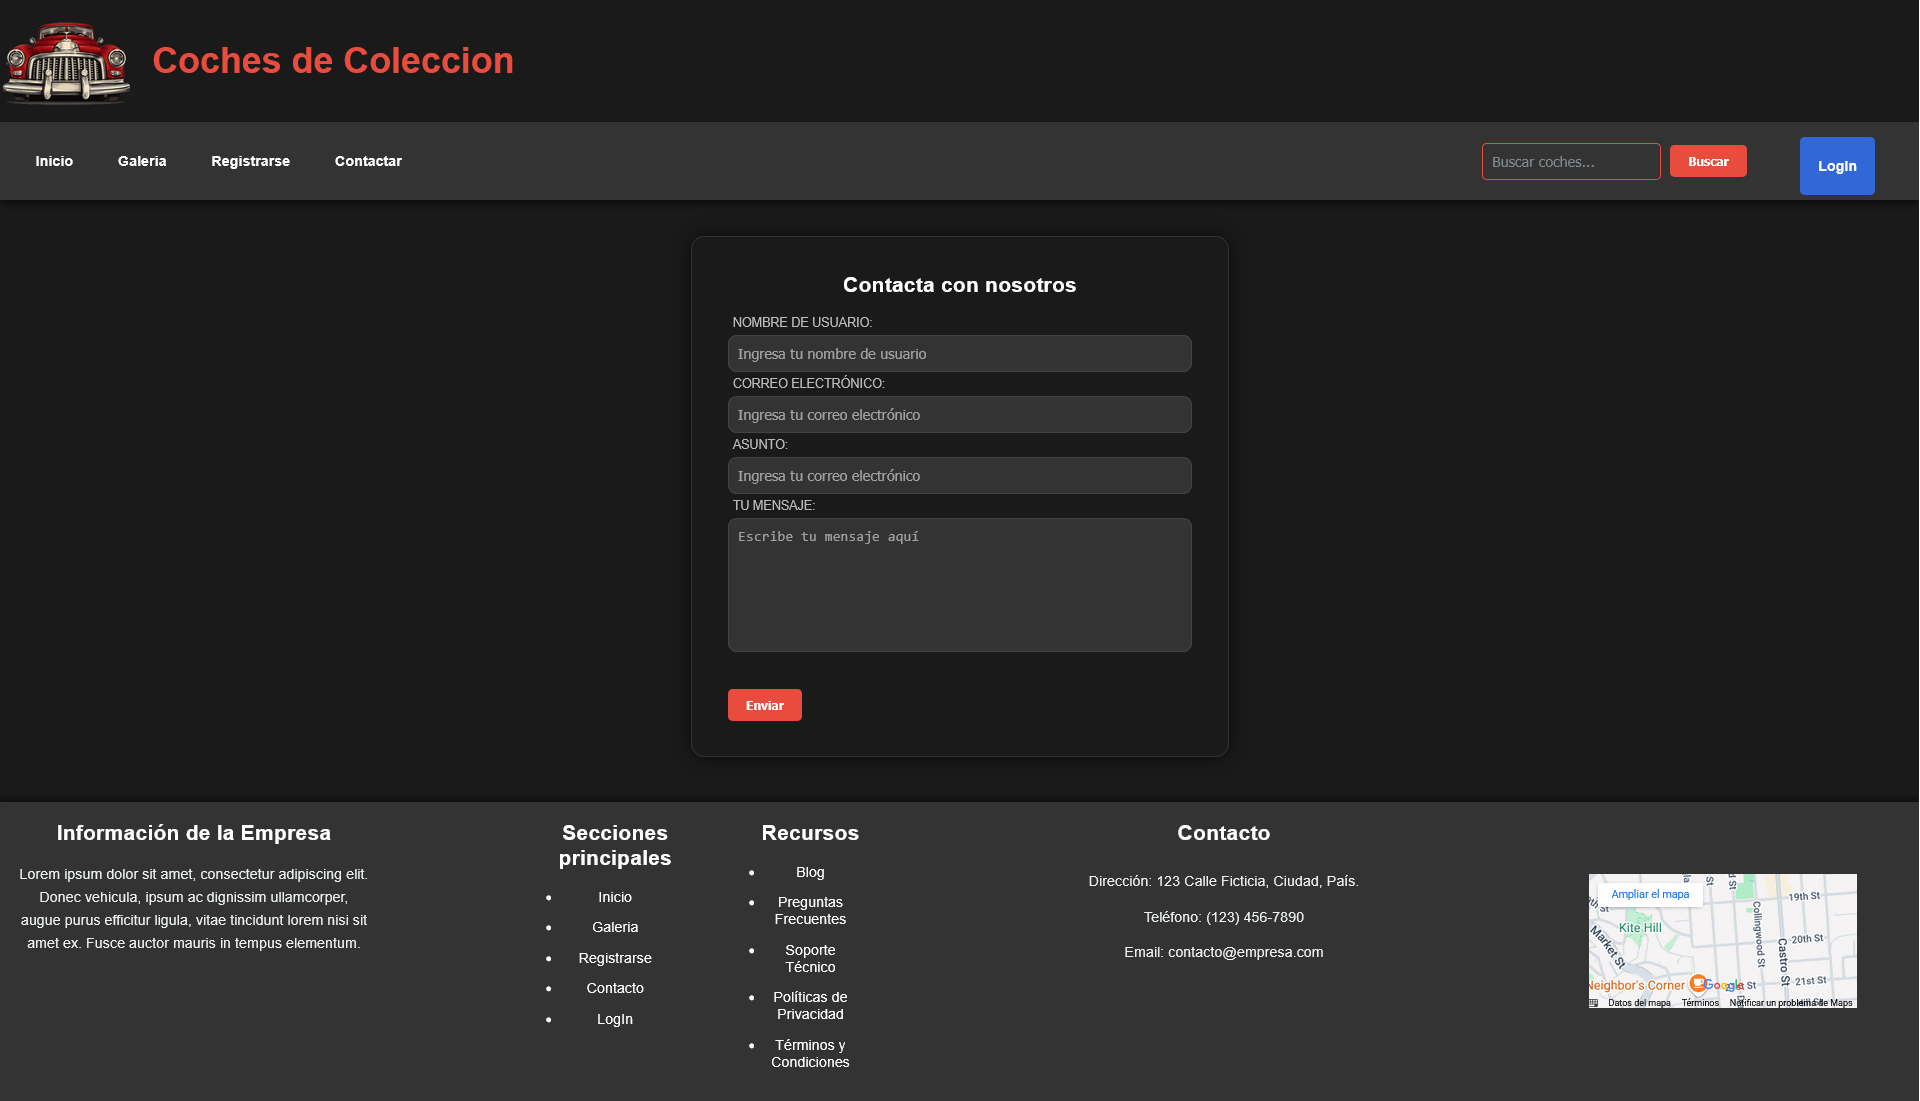 Coches de Coleccion
Inicio
Galeria
Registrarse
Contactar
Buscar coches...
Buscar
LogIn
Contacta con nosotros
NOMBRE DE USUARIO:
Ingresa tu nombre de usuario
CORREO ELECTRÓNICO:
Ingresa tu correo electrónico
ASUNTO:
Ingresa tu correo electrónico
TU MENSAJE:
Escribe tu mensaje aquí
Enviar
Información de la Empresa
Lorem ipsum dolor sit amet, consectetur adipiscing elit.
Donec vehicula, ipsum ac dignissim ullamcorper,
augue purus efficitur ligula, vitae tincidunt lorem nisi sit
amet ex. Fusce auctor mauris in tempus elementum.
Secciones
principales
Inicio
Galeria
Registrarse
Contacto
LogIn
Recursos
Blog
Preguntas
Frecuentes
Soporte
Técnico
Políticas de
Privacidad
Términos y
Condiciones
Contacto
Dirección: 123 Calle Ficticia, Ciudad, País.
Teléfono: (123) 456-7890
Email: contacto@empresa.com
Ampliar el mapa
19th St
Kite Hill
Market St
Collingwood St
Castro St
20th St
21st St
Neighbor's Corner
Google
Datos del mapa
Términos
Notificar un problema de Maps